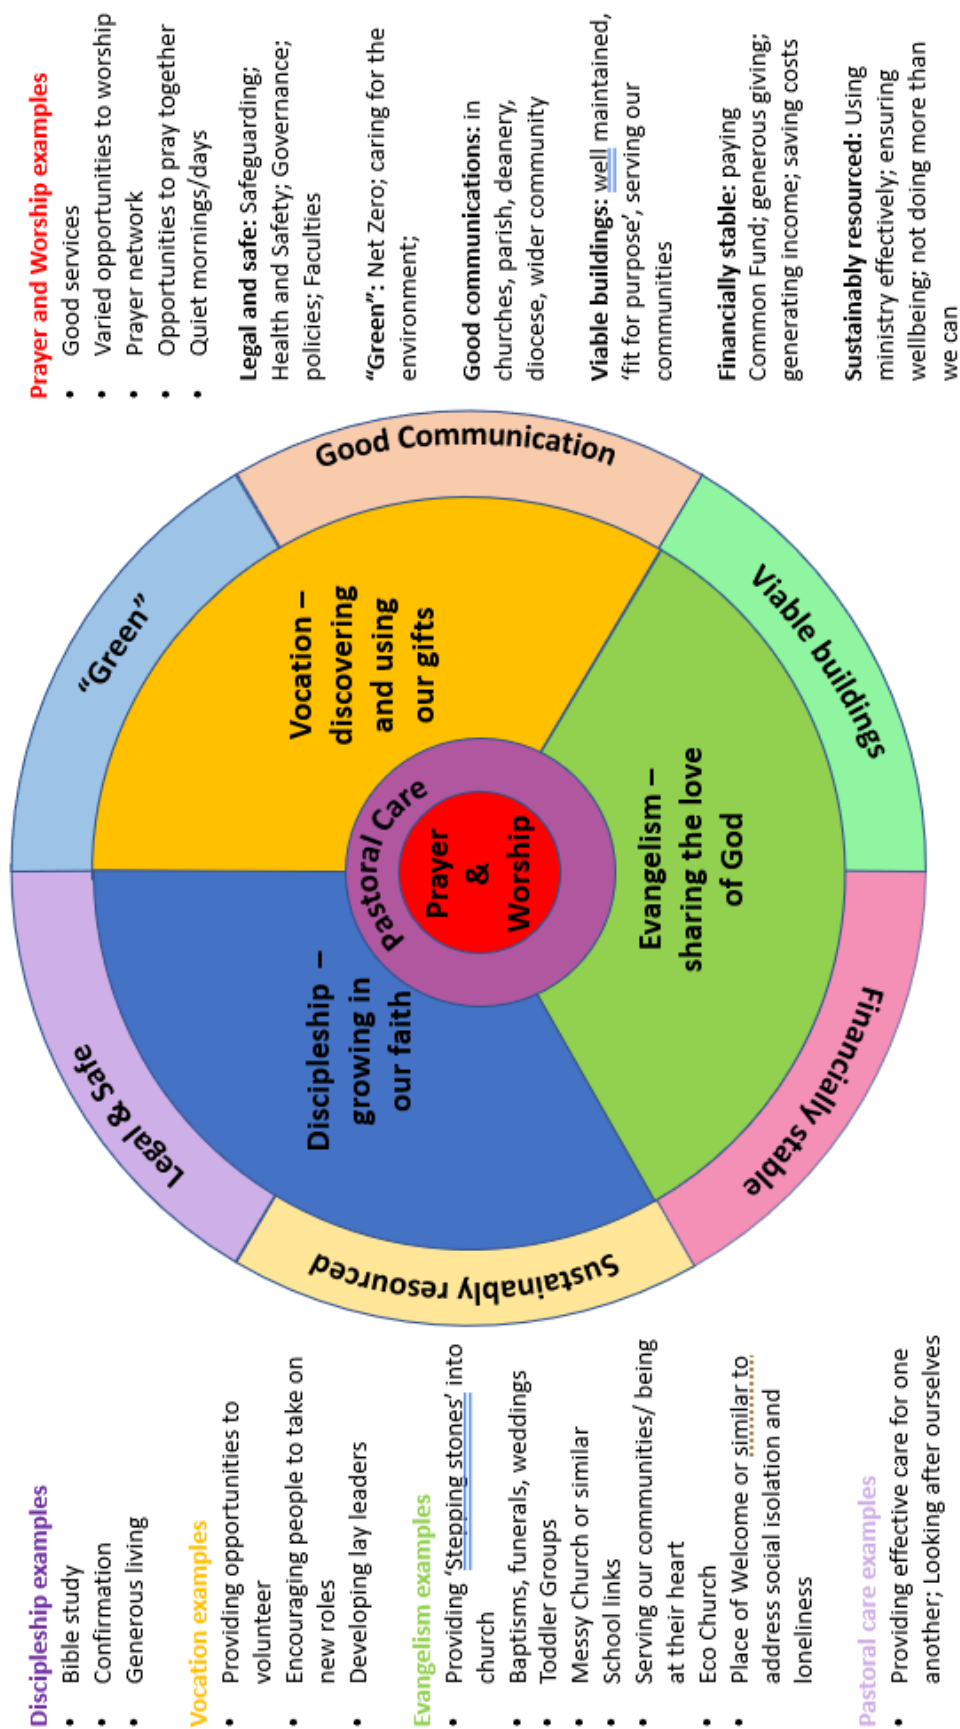 Discipleship examples
• Bible study
• Confirmation
• Generous living
Vocation examples
• Providing opportunities to
volunteer
• Encouraging people to take on
new roles
• Developing lay leaders
Evangelism examples
• Providing ‘Stepping stones’ into
church
• Baptisms, funerals, weddings
• Toddler Groups
• Messy Church or similar
• School links
• Serving our communities/ being
at their heart
• Eco Church
• Place of Welcome or similar to
address social isolation and
loneliness
Pastoral care examples
• Providing effective care for one
another; Looking after ourselves
Legal & Safe
“Green”
Good Communication
Viable buildings
Financially stable
Sustainably resourced
Discipleship –
growing in
our faith
Vocation –
discovering
and using
our gifts
Evangelism –
sharing the love
of God
Pastoral Care
Prayer
&
Worship
Prayer and Worship examples
• Good services
• Varied opportunities to worship
• Prayer network
• Opportunities to pray together
• Quiet mornings/days
Legal and safe: Safeguarding;
Health and Safety; Governance;
policies; Faculties
“Green”: Net Zero; caring for the
environment;
Good communications: in
churches, parish, deanery,
diocese, wider community
Viable buildings: well maintained,
‘fit for purpose’, serving our
communities
Financially stable: paying
Common Fund; generous giving;
generating income; saving costs
Sustainably resourced: Using
ministry effectively; ensuring
wellbeing; not doing more than
we can